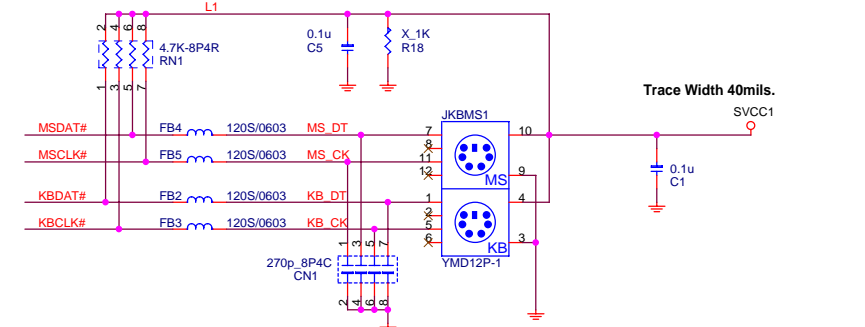 L1
2 4 6 8
4.7K-8P4R
RN1
1 3 5 7
0.1u
C5
X_1K
R18
Trace Width 40mils.
SVCC1
JKBMS1
MSDAT# FB4 120S/0603 MS_DT 7 10
8
MSCLK# FB5 120S/0603 MS_CK 11
12 9
MS
0.1u
C1
KBDAT# FB2 120S/0603 KB_DT 1 4
2
KBCLK# FB3 120S/0603 KB_CK 5
6 3
KB
YMD12P-1
1 3 5 7
270p_8P4C
CN1
2 4 6 8